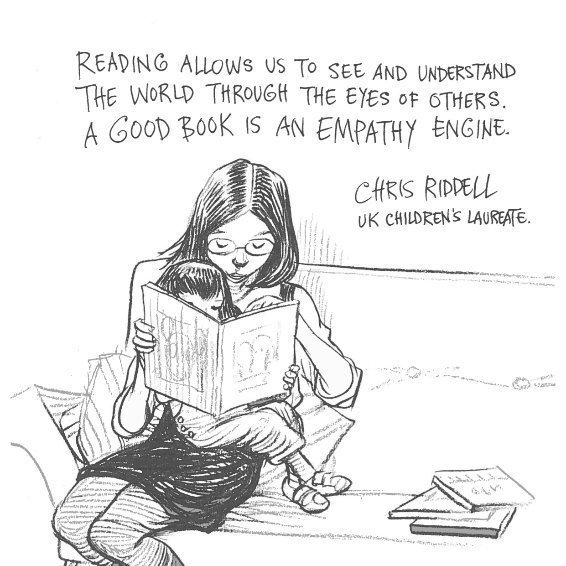 READING ALLOWS US TO SEE AND UNDERSTAND
THE WORLD THROUGH THE EYES OF OTHERS.
A GOOD BOOK IS AN EMPATHY ENGINE.
CHRIS RIDDELL
UK CHILDREN'S LAUREATE.